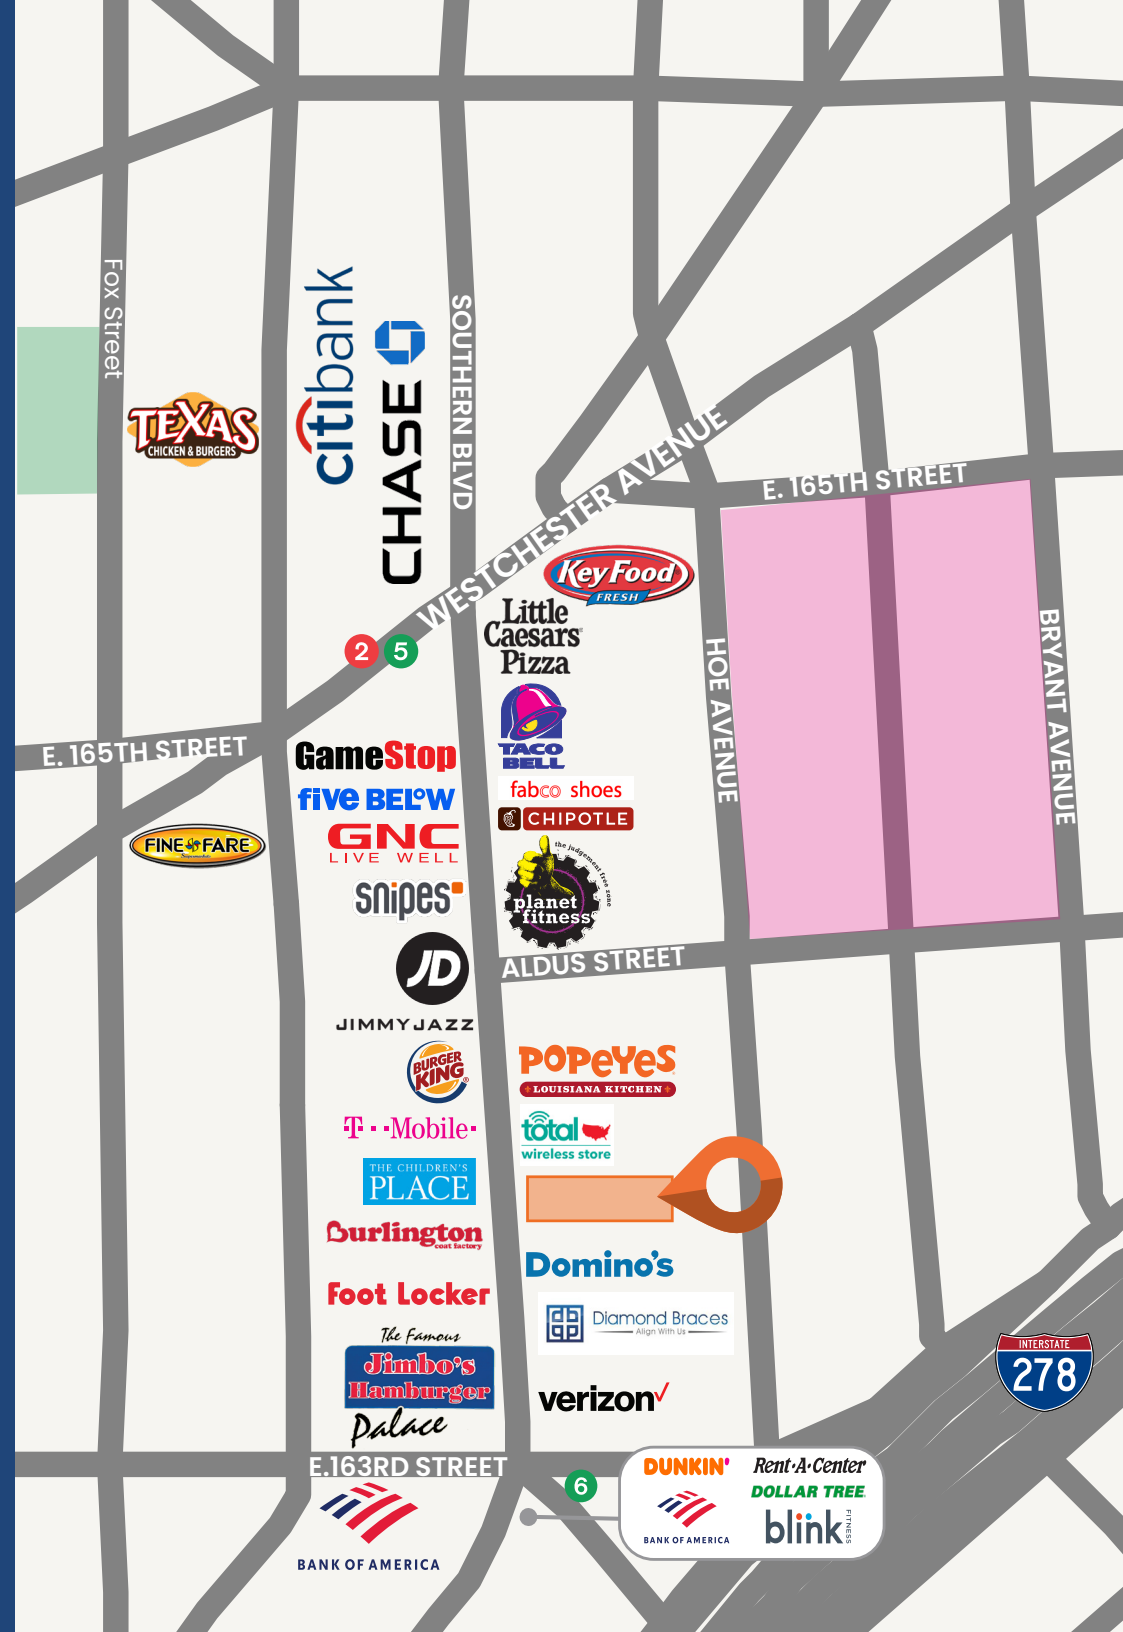 Fox Street
TEXAS
CHICKEN & BURGERS
citibank
CHASE
SOUTHERN BLVD
WESTCHESTER AVENUE
E. 165TH STREET
KeyFood
FRESH
Little
Caesars
Pizza
2 5
HOE AVENUE
BRYANT AVENUE
TACO
BELL
E. 165TH STREET
GameStop
five BELOW
fabco shoes
CHIPOTLE
GNC
LIVE WELL
FINE FARE
Supermarkets
snipes
the judgement free zone
planet
fitness
JD
ALDUS STREET
JIMMY JAZZ
BURGER
KING
POPEYES
LOUISIANA KITCHEN
T-Mobile
total
wireless store
THE CHILDREN'S
PLACE
Burlington
coat factory
Domino's
Foot Locker
Diamond Braces
Align With Us
The Famous
Jimbo's
Hamburger
Palace
verizon
INTERSTATE
278
E.163RD STREET
6
DUNKIN'
Rent-A-Center
DOLLAR TREE
BANK OF AMERICA
blink
FITNESS
BANK OF AMERICA